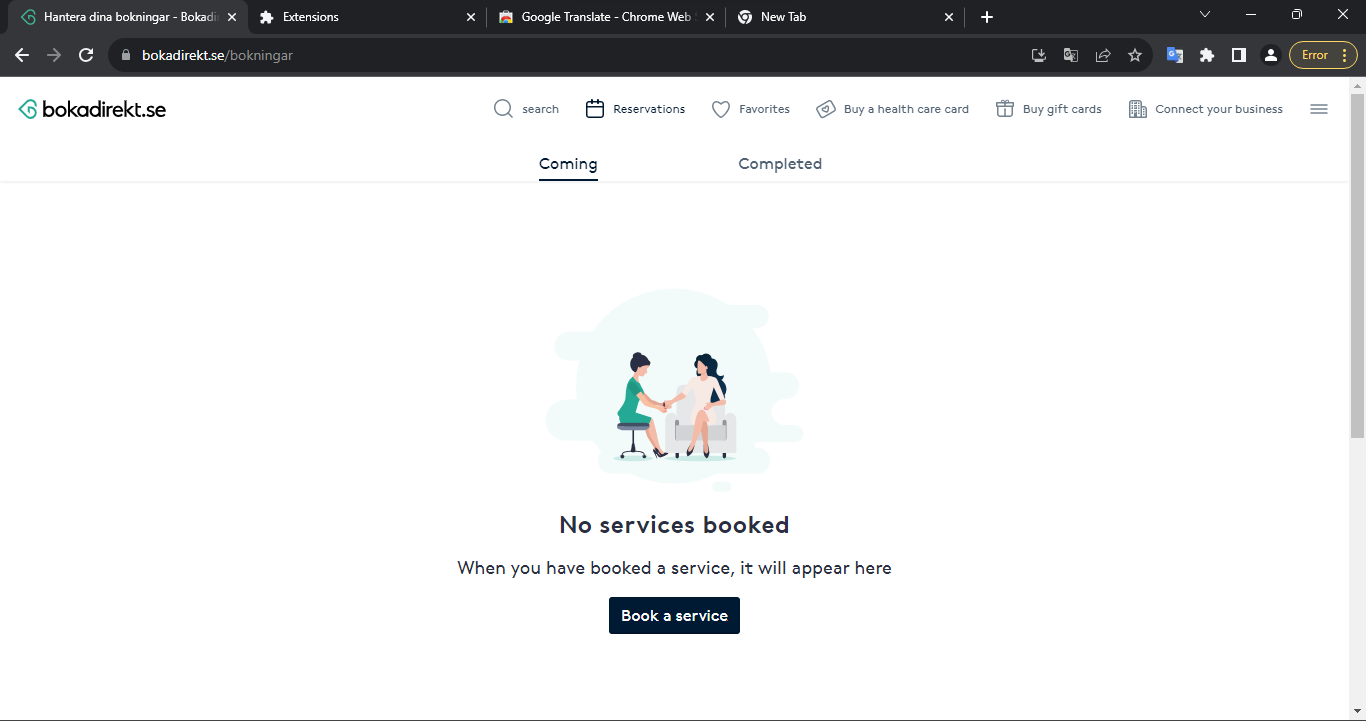 Hantera dina bokningar - Bokadi
Extensions
Google Translate - Chrome Web
New Tab
bokadirekt.se/bokningar
Error
bokadirekt.se
search
Reservations
Favorites
Buy a health care card
Buy gift cards
Connect your business
Coming
Completed
No services booked
When you have booked a service, it will appear here
Book a service